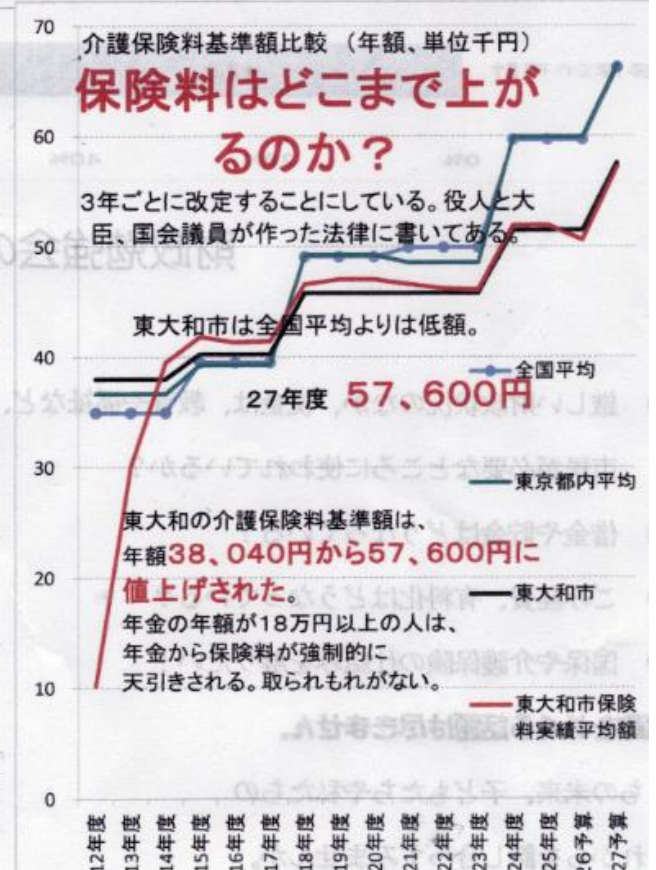 介護保険料基準額比較 （年額、単位千円）
保険料はどこまで上が
るのか？
3年ごとに改定することにしている。役人と大
臣、国会議員が作った法律に書いてある。
東大和市は全国平均よりは低額。
27年度 57、600円
東大和の介護保険料基準額は、
年額38、040円から57、600円に
値上げされた。
年金の年額が18万円以上の人は、
年金から保険料が強制的に
天引きされる。取られもれがない。
全国平均
東京都内平均
東大和市
東大和市保険
料実績平均額
70
60
50
40
30
20
10
0
12年度
13年度
14年度
15年度
16年度
17年度
18年度
19年度
20年度
21年度
22年度
23年度
24年度
25年度
26予算
27予算